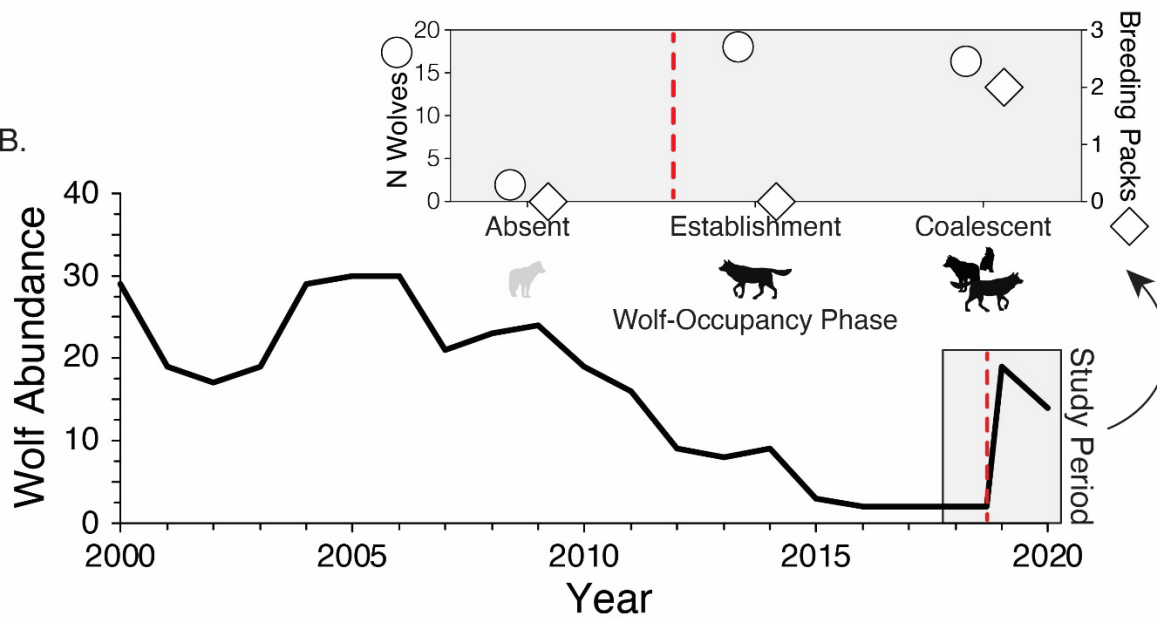 B.
N Wolves
20
15
10
5
0
Breeding Packs
3
2
1
0
Absent Establishment Coalescent
Wolf-Occupancy Phase
Wolf Abundance
40
30
20
10
0
Study Period
2000 2005 2010 2015 2020
Year